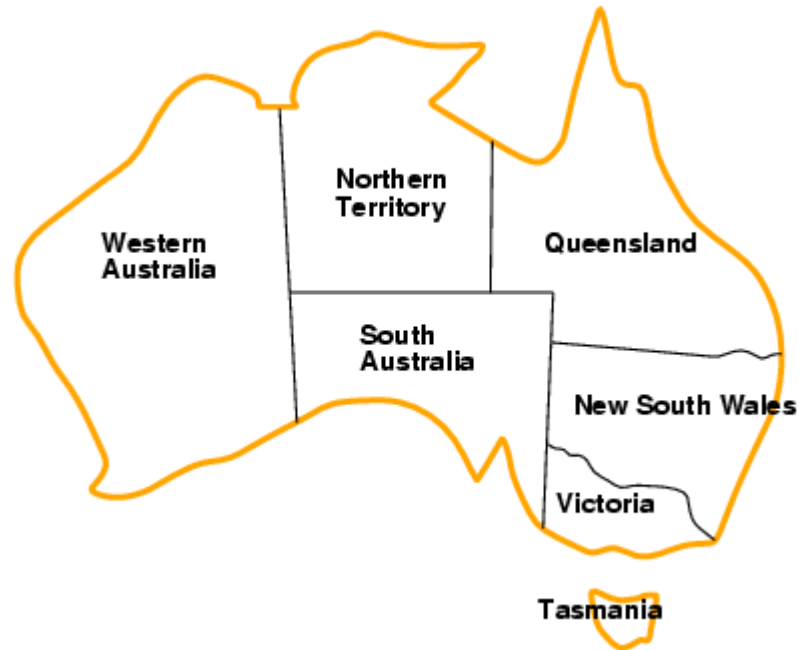 Northern
Territory
Western
Australia
Queensland
South
Australia
New South Wales
Victoria
Tasmania